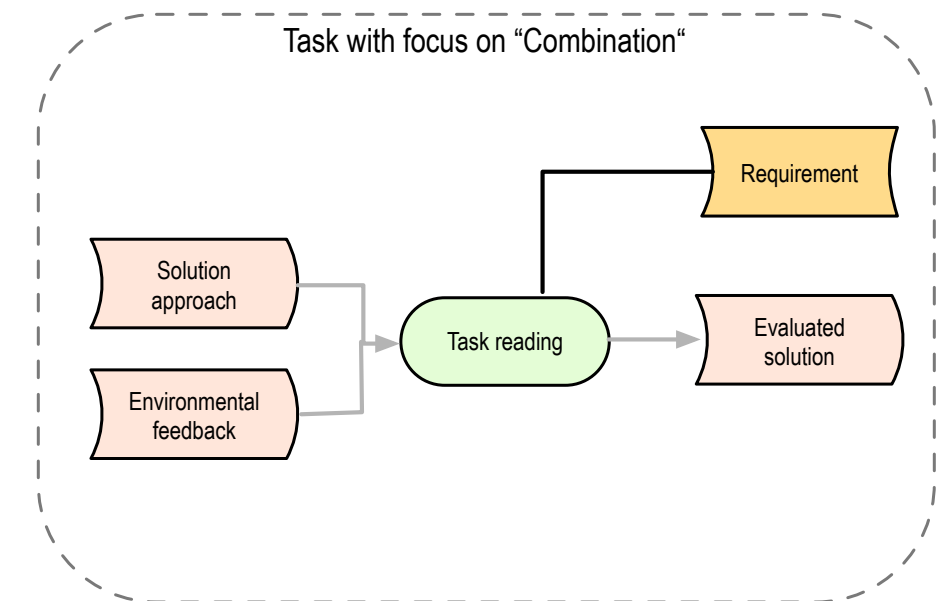 Task with focus on “Combination“
Requirement
Solution
approach
Task reading
Evaluated
solution
Environmental
feedback